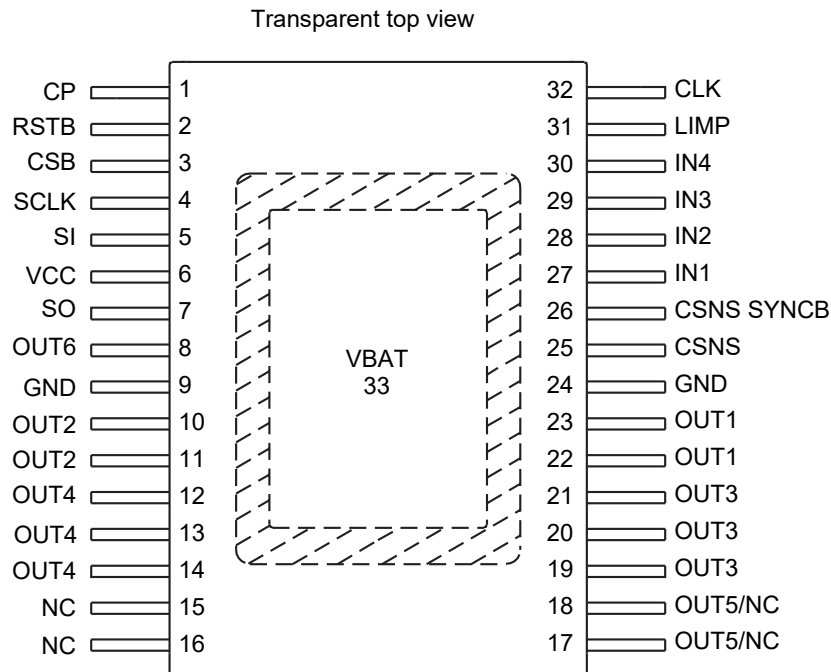 Transparent top view
CP 1 32 CLK
RSTB 2 31 LIMP
CSB 3 30 IN4
SCLK 4 29 IN3
SI 5 28 IN2
VCC 6 27 IN1
SO 7 26 CSNS SYNCB
OUT6 8 25 CSNS
GND 9 24 GND
OUT2 10 23 OUT1
OUT2 11 22 OUT1
OUT4 12 21 OUT3
OUT4 13 20 OUT3
OUT4 14 19 OUT3
NC 15 18 OUT5/NC
NC 16 17 OUT5/NC
VBAT
33